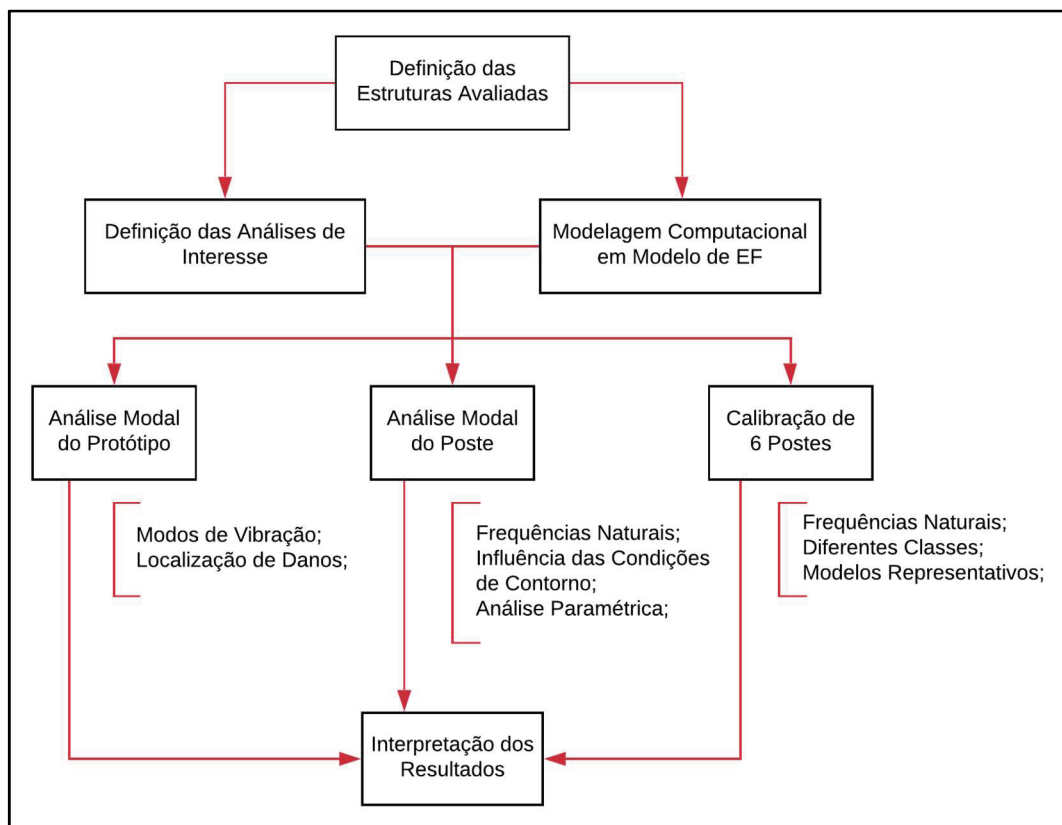 Definição das
Estruturas Avaliadas
Definição das Análises de
Interesse
Modelagem Computacional
em Modelo de EF
Análise Modal
do Protótipo
Análise Modal
do Poste
Calibração de
6 Postes
Modos de Vibração;
Localização de Danos;
Frequências Naturais;
Influência das Condições
de Contorno;
Análise Paramétrica;
Frequências Naturais;
Diferentes Classes;
Modelos Representativos;
Interpretação dos
Resultados